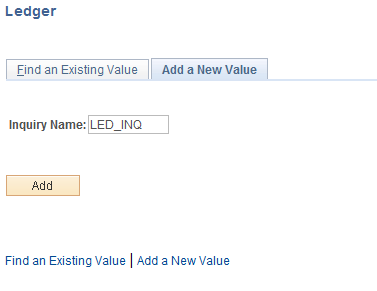 Ledger
Find an Existing Value Add a New Value
Inquiry Name: LED_INQ
Add
Find an Existing Value | Add a New Value